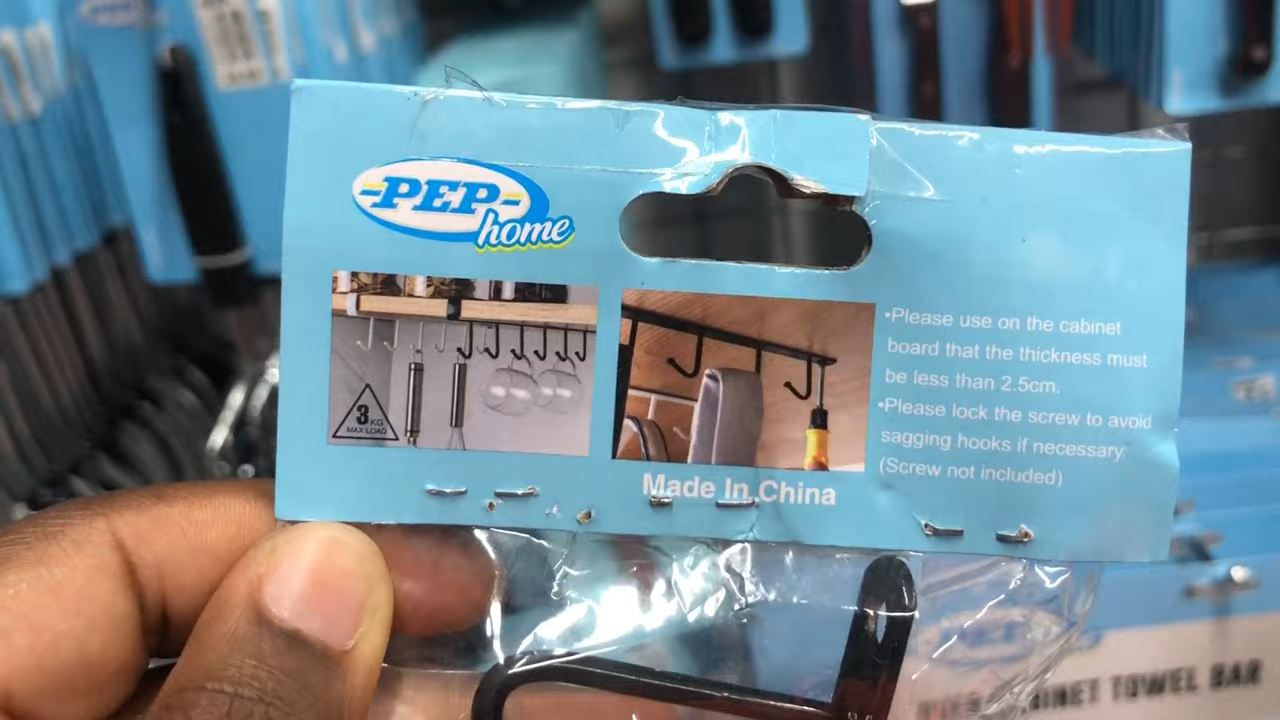 -PEP-
home
3 KG
MAX LOAD
•Please use on the cabinet
board that the thickness must
be less than 2.5cm.
•Please lock the screw to avoid
sagging hooks if necessary.
(Screw not included)
Made In China
CABINET TOWEL BAR